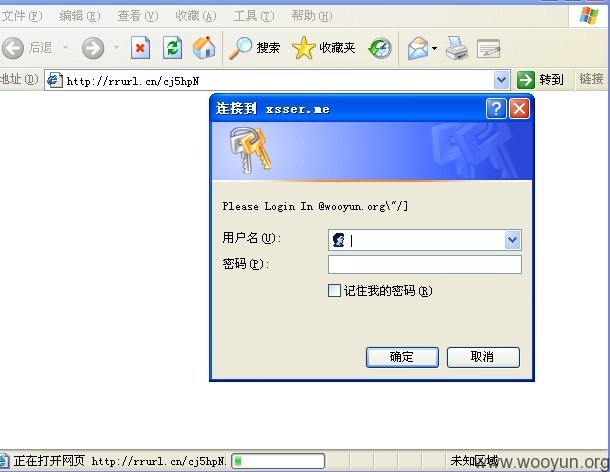 文件(F) 编辑(E) 查看(V) 收藏(A) 工具(T) 帮助(H)
后退 搜索 收藏夹
地址(D) http://rrurl.cn/cj5hpN 转到 链接
连接到 xsser.me
Please Login In @wooyun.org\"/]
用户名(U):
密码(P):
记住我的密码(R)
确定 取消
正在打开网页 http://rrurl.cn/cj5hpN. 未知区域
www.wooyun.org